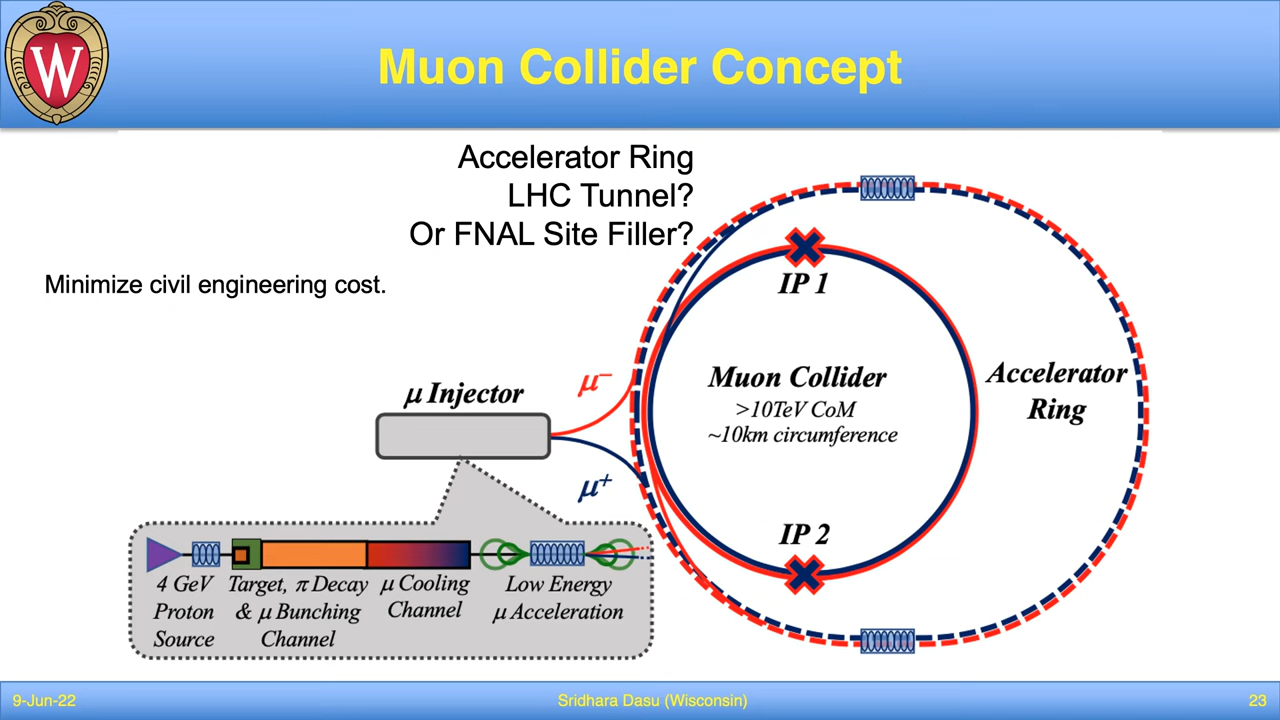 W
Muon Collider Concept
Accelerator Ring
LHC Tunnel?
Or FNAL Site Filler?
Minimize civil engineering cost.
IP 1
Muon Collider
>10TeV CoM
~10km circumference
Accelerator
Ring
μ Injector
μ−
μ+
IP 2
4 GeV
Proton
Source
Target, π Decay
& μ Bunching
Channel
μ Cooling
Channel
Low Energy
μ Acceleration
9-Jun-22
Sridhara Dasu (Wisconsin)
23